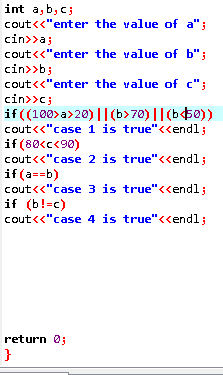 int a,b,c;
cout<<"enter the value of a";
cin>>a;
cout<<"enter the value of b";
cin>>b;
cout<<"enter the value of c";
cin>>c;
if((100>a>20)||(b>70)||(b<50))
cout<<"case 1 is true"<<endl;
if(80<c<90)
cout<<"case 2 is true"<<endl;
if(a==b)
cout<<"case 3 is true"<<endl;
if (b!=c)
cout<<"case 4 is true"<<endl;
return 0;
}